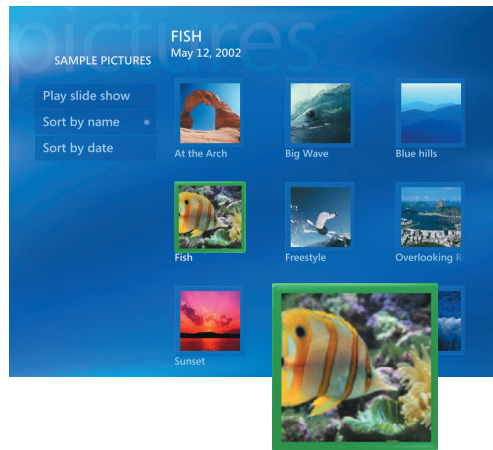 pictures
FISH
May 12, 2002
SAMPLE PICTURES
Play slide show
Sort by name
Sort by date
At the Arch
Big Wave
Blue hills
Fish
Freestyle
Overlooking R
Sunset